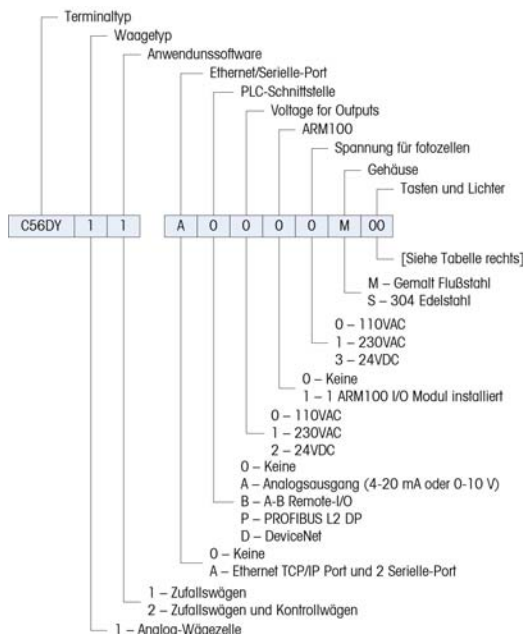 Terminaltyp
Waagetyp
Anwendunssoftware
Ethernet/Serielle-Port
PLC-Schnittstelle
Voltage for Outputs
ARM100
Spannung für fotozellen
Gehäuse
Tasten und Lichter
C56DY 1 1 A 0 0 0 0 M 00
[Siehe Tabelle rechts]
M – Gemalt Flußstahl
S – 304 Edelstahl
0 – 110VAC
1 – 230VAC
3 – 24VDC
0 – Keine
1 – 1 ARM100 I/O Modul installiert
0 – 110VAC
1 – 230VAC
2 – 24VDC
0 – Keine
A – Analogsausgang (4-20 mA oder 0-10 V)
B – A-B Remote-I/O
P – PROFIBUS L2 DP
D – DeviceNet
0 – Keine
A – Ethernet TCP/IP Port und 2 Serielle-Port
1 – Zufallswägen
2 – Zufallswägen und Kontrollwägen
1 – Analog-Wägezelle